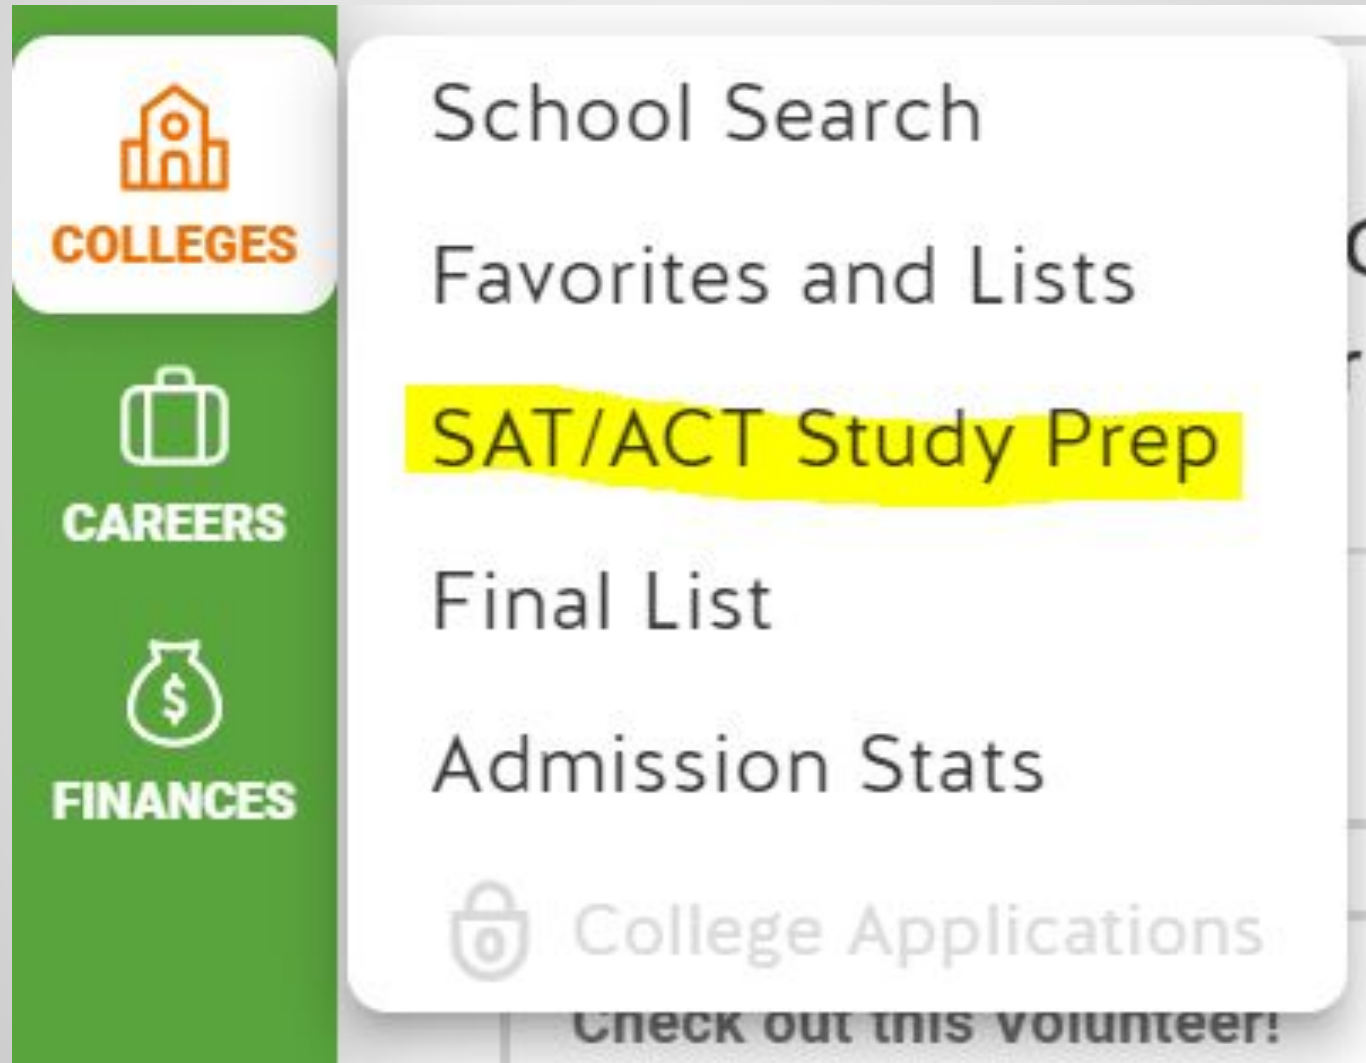 COLLEGES
CAREERS
FINANCES
School Search
Favorites and Lists
SAT/ACT Study Prep
Final List
Admission Stats
College Applications
Check out this Volunteer!